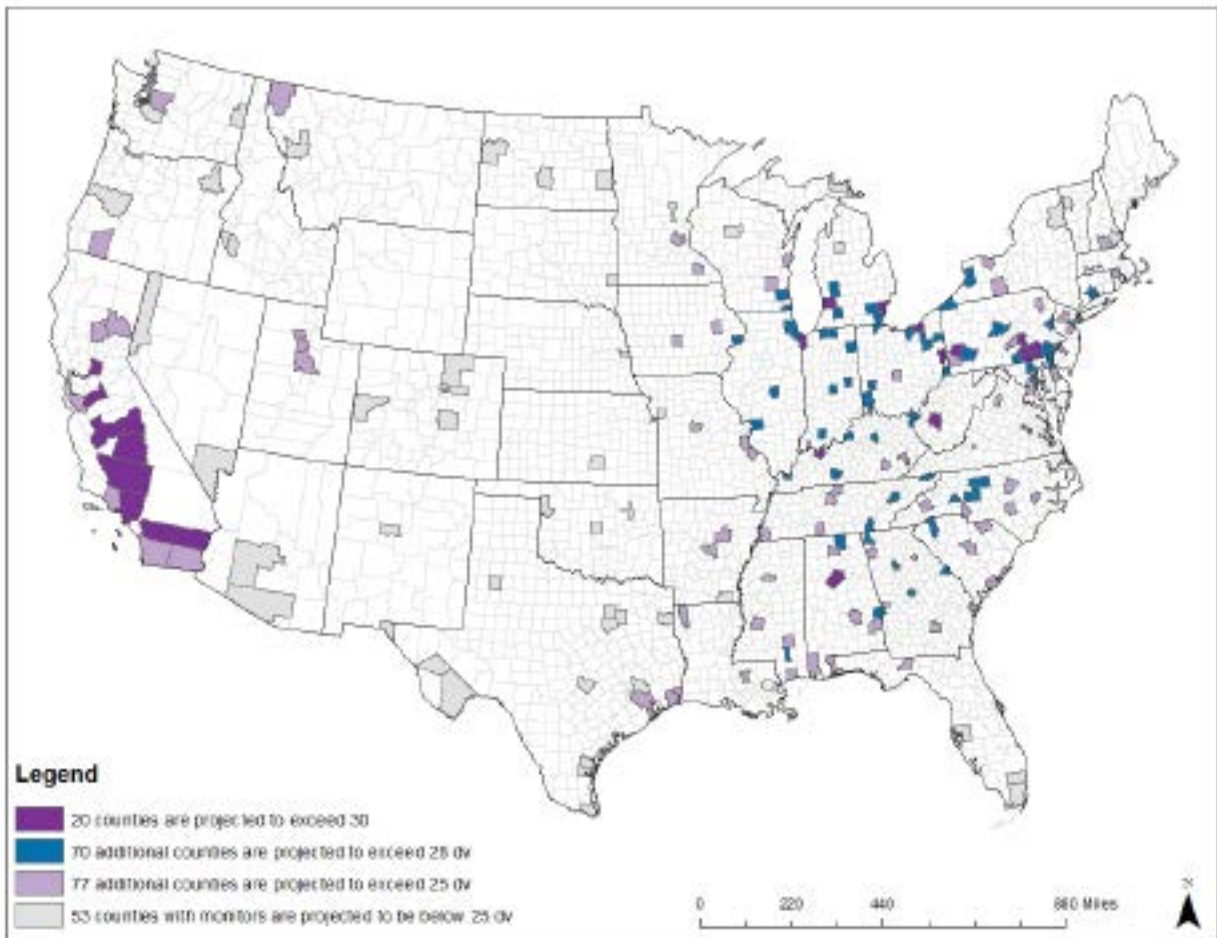 Legend
20 counties are projected to exceed 30
70 additional counties are projected to exceed 28 dv
77 additional counties are projected to exceed 25 dv
53 counties with monitors are projected to be below 25 dv
0 220 440 880 Miles